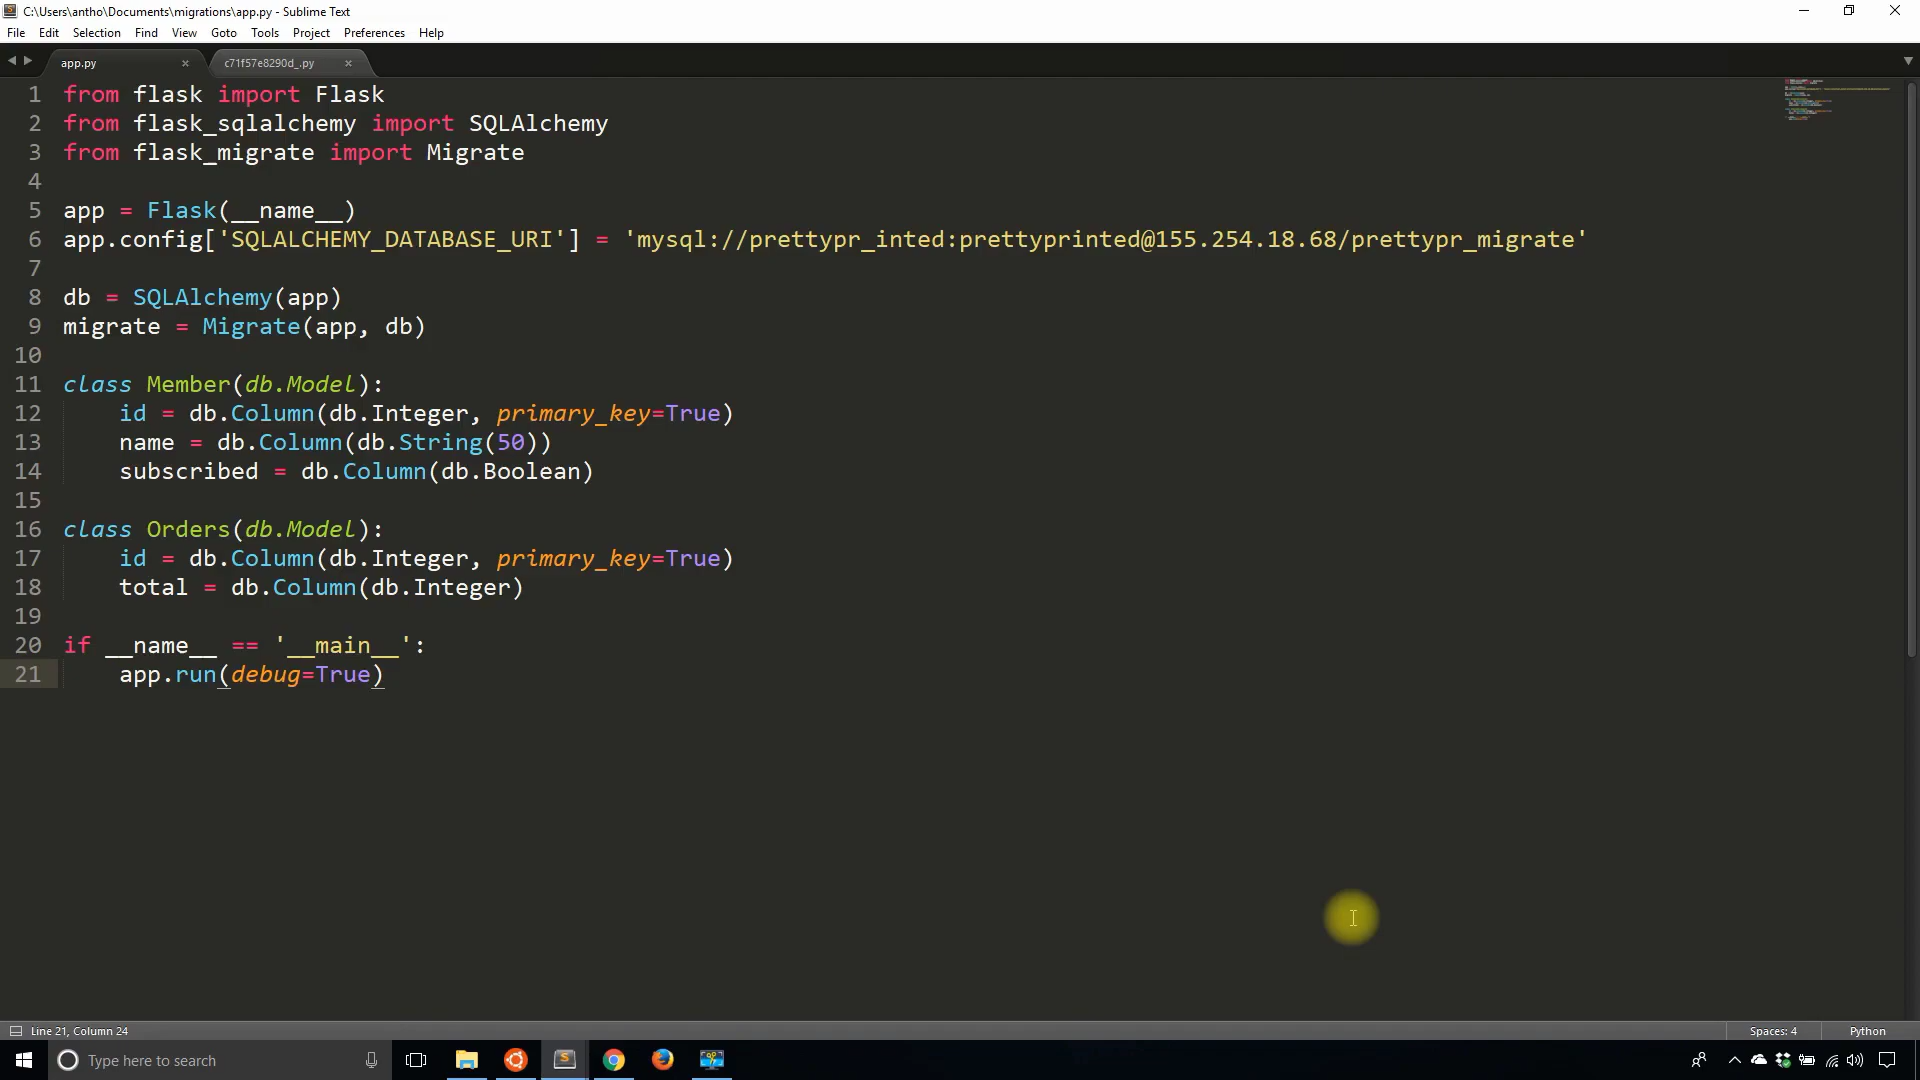 C:\Users\antho\Documents\migrations\app.py - Sublime Text
File Edit Selection Find View Goto Tools Project Preferences Help
app.py c71f57e8290d_.py
1 from flask import Flask
2 from flask_sqlalchemy import SQLAlchemy
3 from flask_migrate import Migrate
4
5 app = Flask(__name__)
6 app.config['SQLALCHEMY_DATABASE_URI'] = 'mysql://prettypr_inted:prettyprinted@155.254.18.68/prettypr_migrate'
7
8 db = SQLAlchemy(app)
9 migrate = Migrate(app, db)
10
11 class Member(db.Model):
12     id = db.Column(db.Integer, primary_key=True)
13     name = db.Column(db.String(50))
14     subscribed = db.Column(db.Boolean)
15
16 class Orders(db.Model):
17     id = db.Column(db.Integer, primary_key=True)
18     total = db.Column(db.Integer)
19
20 if __name__ == '__main__':
21     app.run(debug=True)
Line 21, Column 24 Spaces: 4 Python
Type here to search